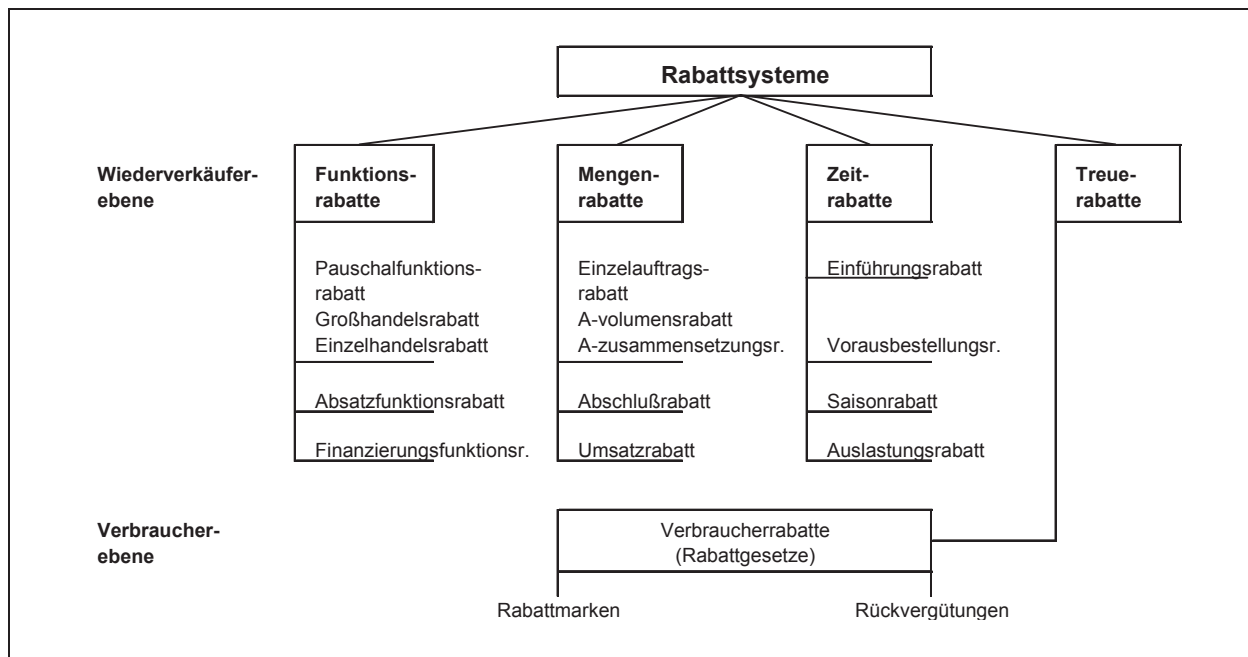 Rabattsysteme
Wiederverkäufer-
ebene
Funktions-
rabatte
Mengen-
rabatte
Zeit-
rabatte
Treue-
rabatte
Pauschalfunktions-
rabatt
Großhandelsrabatt
Einzelhandelsrabatt
Absatzfunktionsrabatt
Finanzierungsfunktionsr.
Einzelauftrags-
rabatt
A-volumensrabatt
A-zusammensetzungsr.
Abschlußrabatt
Umsatzrabatt
Einführungsrabatt
Vorausbestellungsr.
Saisonrabatt
Auslastungsrabatt
Verbraucher-
ebene
Verbraucherrabatte
(Rabattgesetze)
Rabattmarken
Rückvergütungen